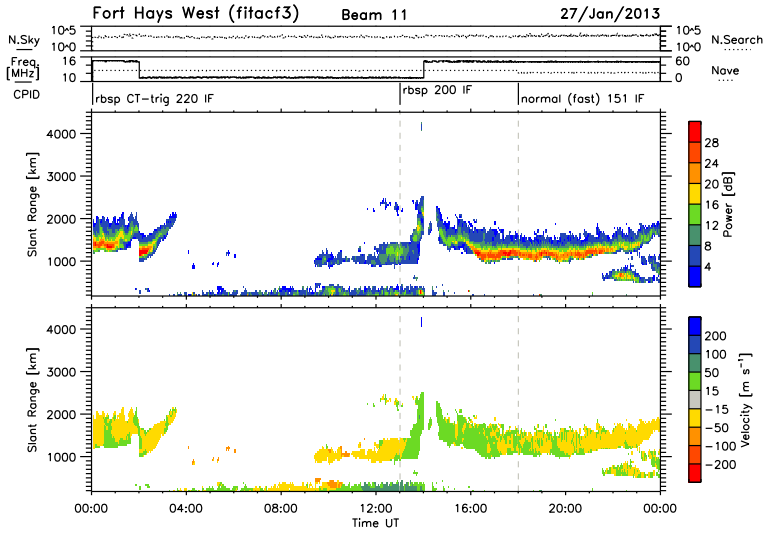 Fort Hays West (fitacf3) Beam 11 27/Jan/2013
N.Sky 10^5 10^0 10^5 10^0 N.Search
Freq. [MHz] 16 10 60 0 Nave
CPID rbsp CT-trig 220 IF rbsp 200 IF normal (fast) 151 IF
Slant Range [km]
4000
3000
2000
1000
28
24
20
16
12
8
4
Power [dB]
Slant Range [km]
4000
3000
2000
1000
200
100
50
15
-15
-50
-100
-200
Velocity [m s⁻¹]
00:00 04:00 08:00 12:00 16:00 20:00 00:00
Time UT